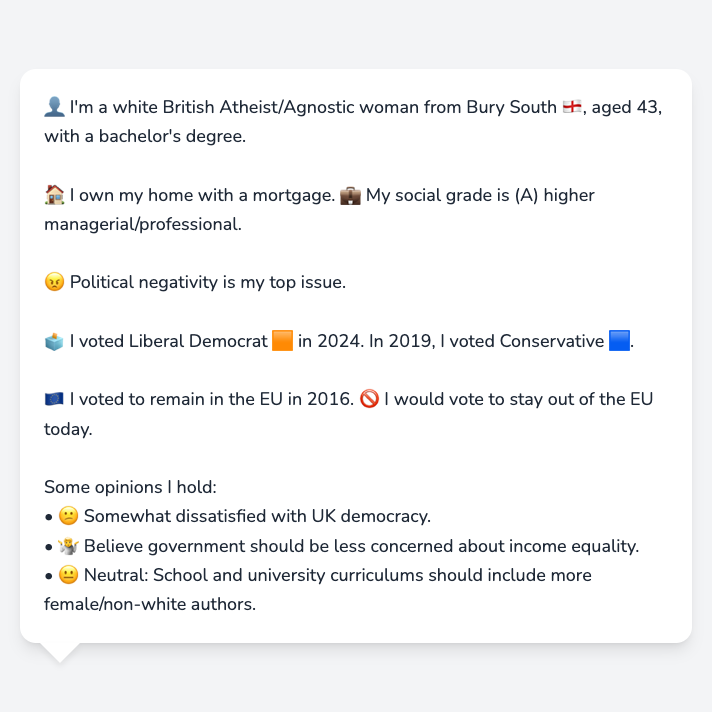 👤 I'm a white British Atheist/Agnostic woman from Bury South 🏴󠁧󠁢󠁥󠁮󠁧󠁿, aged 43,
with a bachelor's degree.
🏠 I own my home with a mortgage. 💼 My social grade is (A) higher
managerial/professional.
😠 Political negativity is my top issue.
🗳️ I voted Liberal Democrat 🟧 in 2024. In 2019, I voted Conservative 🟦.
🇪🇺 I voted to remain in the EU in 2016. 🚫 I would vote to stay out of the EU
today.
Some opinions I hold:
• 😕 Somewhat dissatisfied with UK democracy.
• 🤷 Believe government should be less concerned about income equality.
• 😐 Neutral: School and university curriculums should include more
female/non-white authors.